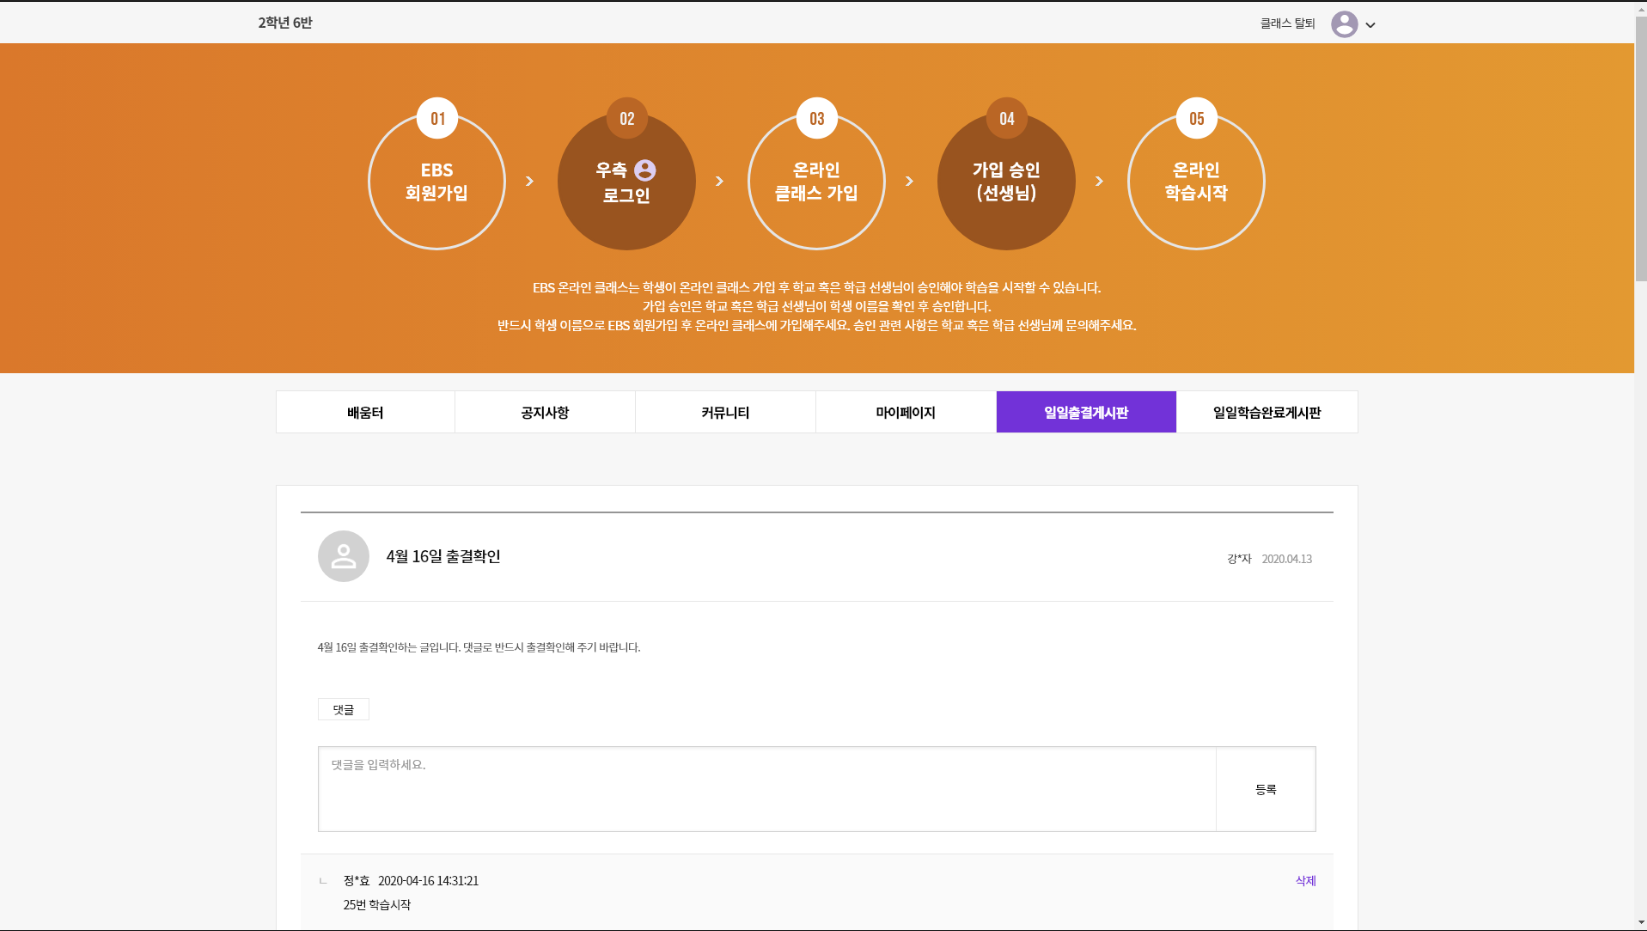 2학년 6반
클래스 탈퇴
01
EBS
회원가입
02
우측
로그인
03
온라인
클래스 가입
04
가입 승인
(선생님)
05
온라인
학습시작
EBS 온라인 클래스는 학생이 온라인 클래스 가입 후 학교 혹은 학급 선생님이 승인해야 학습을 시작할 수 있습니다.
가입 승인은 학교 혹은 학급 선생님이 학생 이름을 확인 후 승인합니다.
반드시 학생 이름으로 EBS 회원가입 후 온라인 클래스에 가입해주세요. 승인 관련 사항은 학교 혹은 학급 선생님께 문의해주세요.
배움터
공지사항
커뮤니티
마이페이지
일일출결게시판
일일학습완료게시판
4월 16일 출결확인
강*자 2020.04.13
4월 16일 출결확인하는 글입니다. 댓글로 반드시 출결확인해 주기 바랍니다.
댓글
댓글을 입력하세요.
등록
정*효 2020-04-16 14:31:21
삭제
25번 학습시작